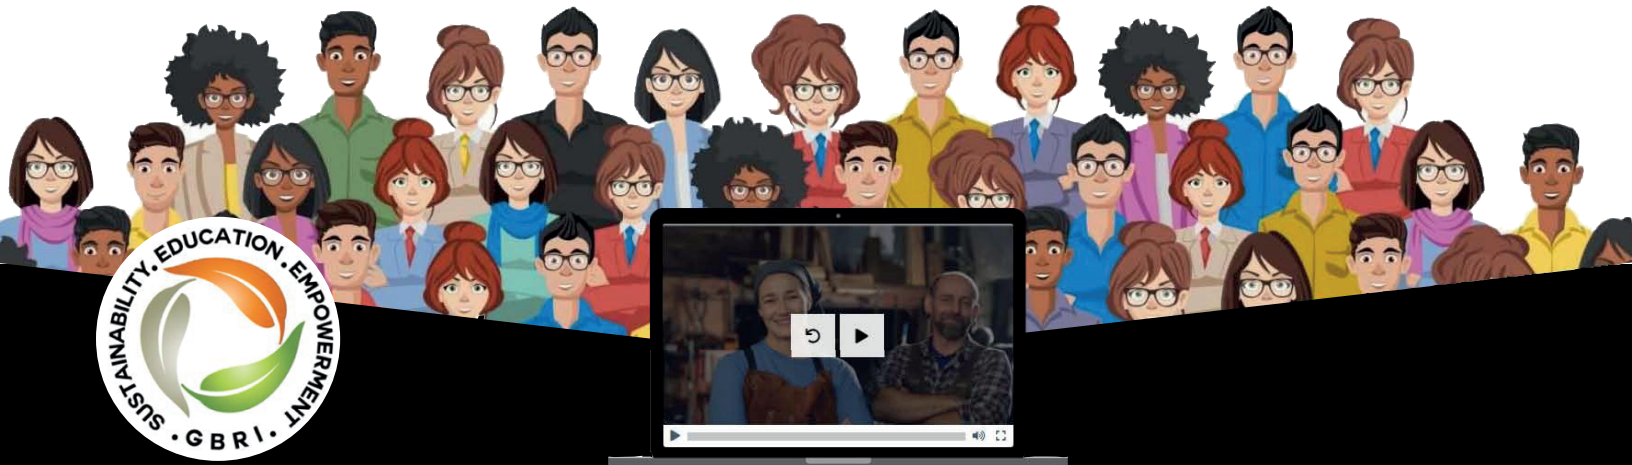 SUSTAINABILITY. EDUCATION. EMPOWERMENT
. GBRI.